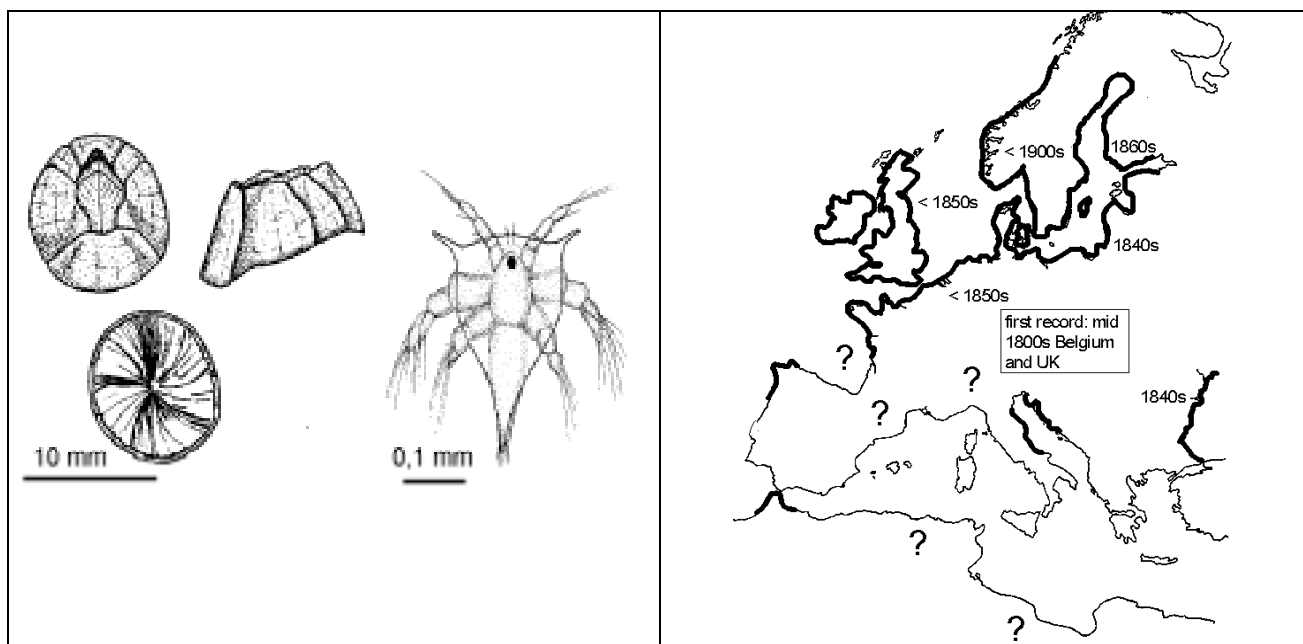 10 mm
0,1 mm
< 1900s
1860s
< 1850s
1840s
< 1850s
first record: mid
1800s Belgium
and UK
?
?
?
1840s
?
?